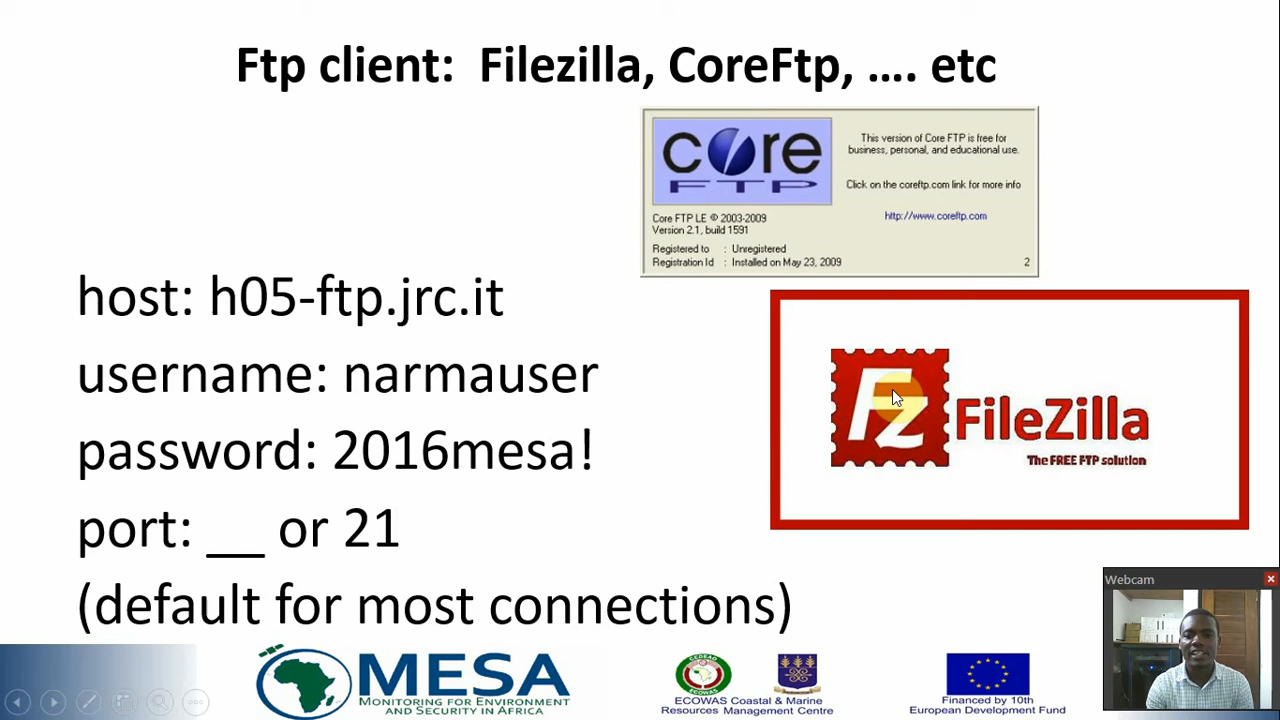 Ftp client: Filezilla, CoreFtp, .... etc
core
FTP
This version of Core FTP is free for
business, personal, and educational use.
Click on the coreftp.com link for more info
http://www.coreftp.com
Core FTP LE © 2003-2009
Version 2.1, build 1591
Registered to : Unregistered
Registration Id : Installed on May 23, 2009
2
host: h05-ftp.jrc.it
username: narmauser
password: 2016mesa!
port: __ or 21
(default for most connections)
Fz
FileZilla
The FREE FTP solution
Webcam
MESA
MONITORING FOR ENVIRONMENT
AND SECURITY IN AFRICA
ECOWAS Coastal & Marine
Resources Management Centre
Financed by 10th
European Development Fund